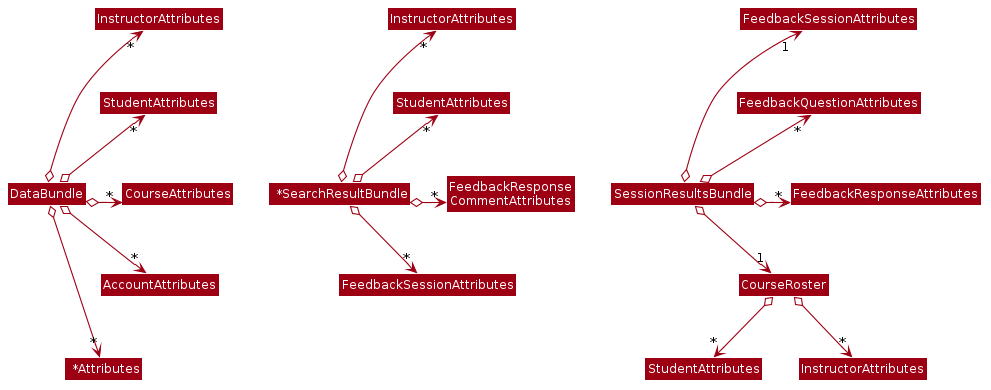 InstructorAttributes
*
StudentAttributes
*
DataBundle
*
CourseAttributes
*
AccountAttributes
*
*Attributes
InstructorAttributes
*
StudentAttributes
*
*SearchResultBundle
*
FeedbackResponse
CommentAttributes
*
FeedbackSessionAttributes
FeedbackSessionAttributes
1
FeedbackQuestionAttributes
*
SessionResultsBundle
*
FeedbackResponseAttributes
1
CourseRoster
*
*
StudentAttributes
InstructorAttributes